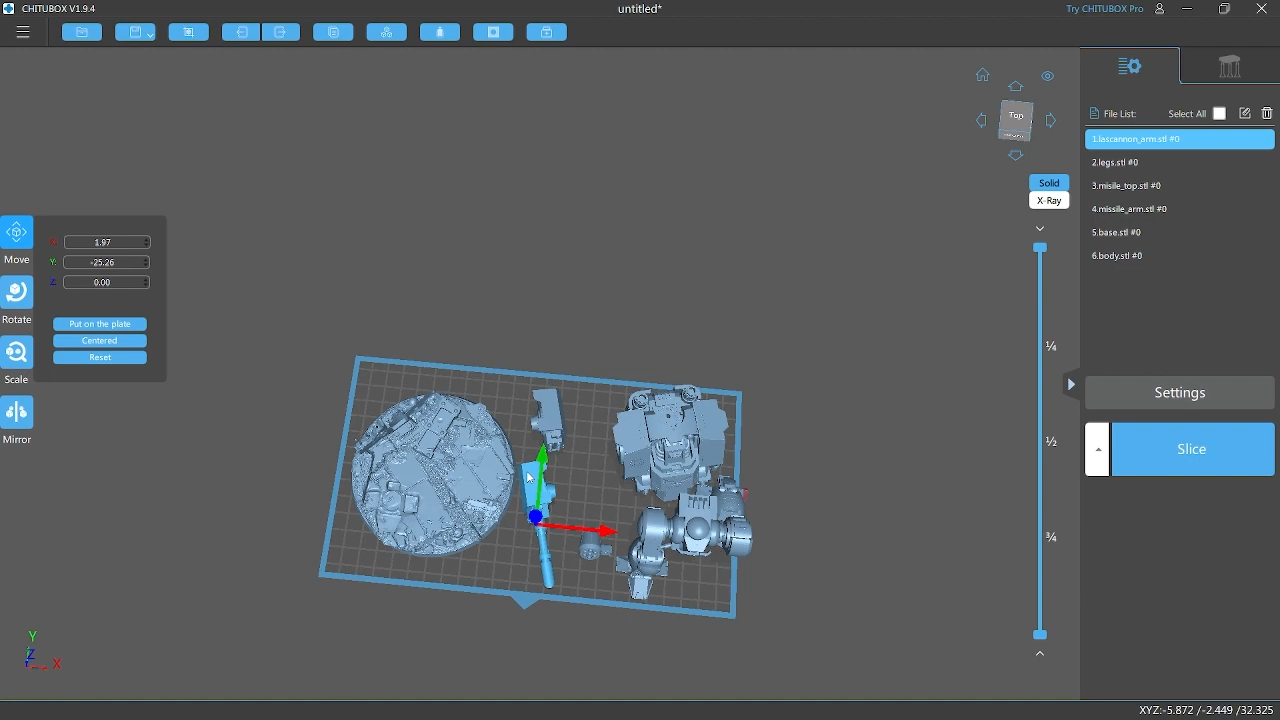 CHITUBOX V1.9.4
untitled*
Try CHITUBOX Pro
Top
File List:
Select All
1.lascannon_arm.stl #0
2.legs.stl #0
3.misile_top.stl #0
4.missile_arm.stl #0
5.base.stl #0
6.body.stl #0
Solid
X-Ray
Move
X: 1.97
Y: -25.26
Z: 0.00
Rotate
Put on the plate
Centered
Reset
Scale
Mirror
¼
½
¾
Settings
Slice
Y
Z
X
XYZ:-5.872 /-2.449 /32.325